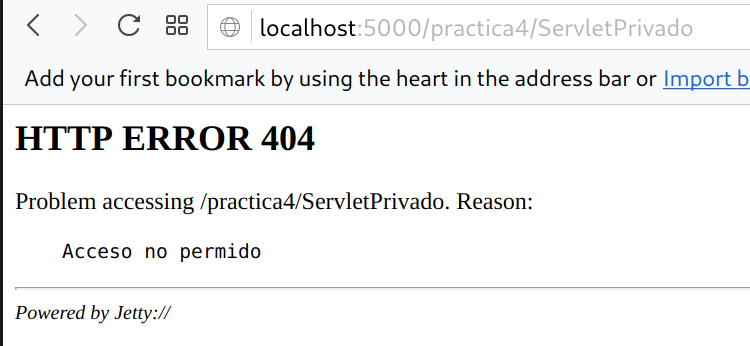 localhost:5000/practica4/ServletPrivado
Add your first bookmark by using the heart in the address bar or Import b
HTTP ERROR 404
Problem accessing /practica4/ServletPrivado. Reason:
Acceso no permido
Powered by Jetty://